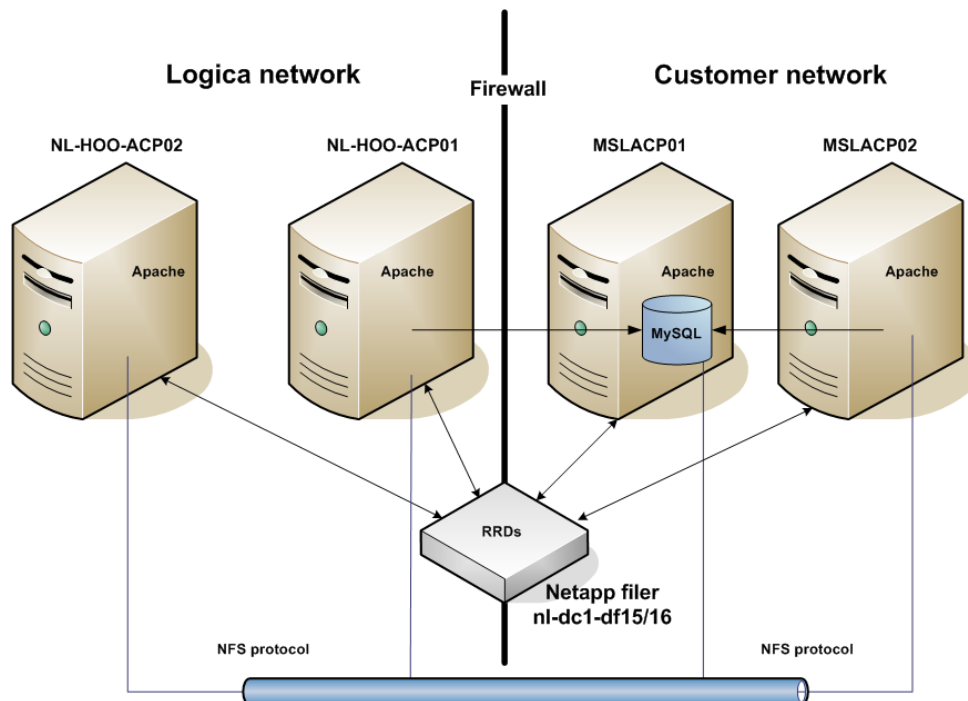 Logica network
Firewall
Customer network
NL-HOO-ACP02
NL-HOO-ACP01
MSLACP01
MSLACP02
Apache
Apache
Apache
Apache
MySQL
RRDs
Netapp filer
nl-dc1-df15/16
NFS protocol
NFS protocol